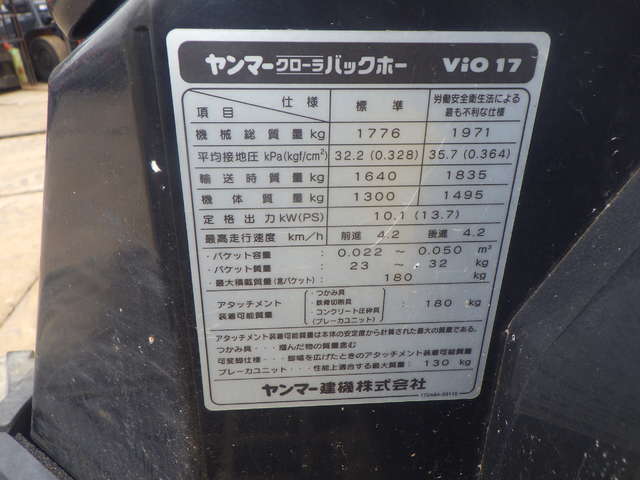 ヤンマークローラバックホー ViO 17
項目 仕様 標準 労働安全衛生法による
最も不利な仕様
機械総質量 kg 1776 1971
平均接地圧 kPa(kgf/cm²) 32.2 (0.328) 35.7 (0.364)
輸送時質量 kg 1640 1835
機体質量 kg 1300 1495
定格出力 kW(PS) 10.1 (13.7)
最高走行速度 km/h 前進 4.2 後進 4.2
・バケット容量 0.022 ～ 0.050 m³
・バケット質量 23 ～ 32 kg
・最大積載質量(黒バケット): 180 kg
アタッチメント
装着可能質量
・つかみ具
・鉄骨切断具
・コンクリート圧砕具
(ブレーカユニット)
: 180 kg
アタッチメント装着可能質量は本体の安定度から計算された最大の質量である。
つかみ具・・・掴んだ物の質量含む
可変脚仕様・・・脚幅を広げたときのアタッチメント装着可能質量
ブレーカユニット・・・性能上適合する最大質量: 130 kg
ヤンマー建機株式会社